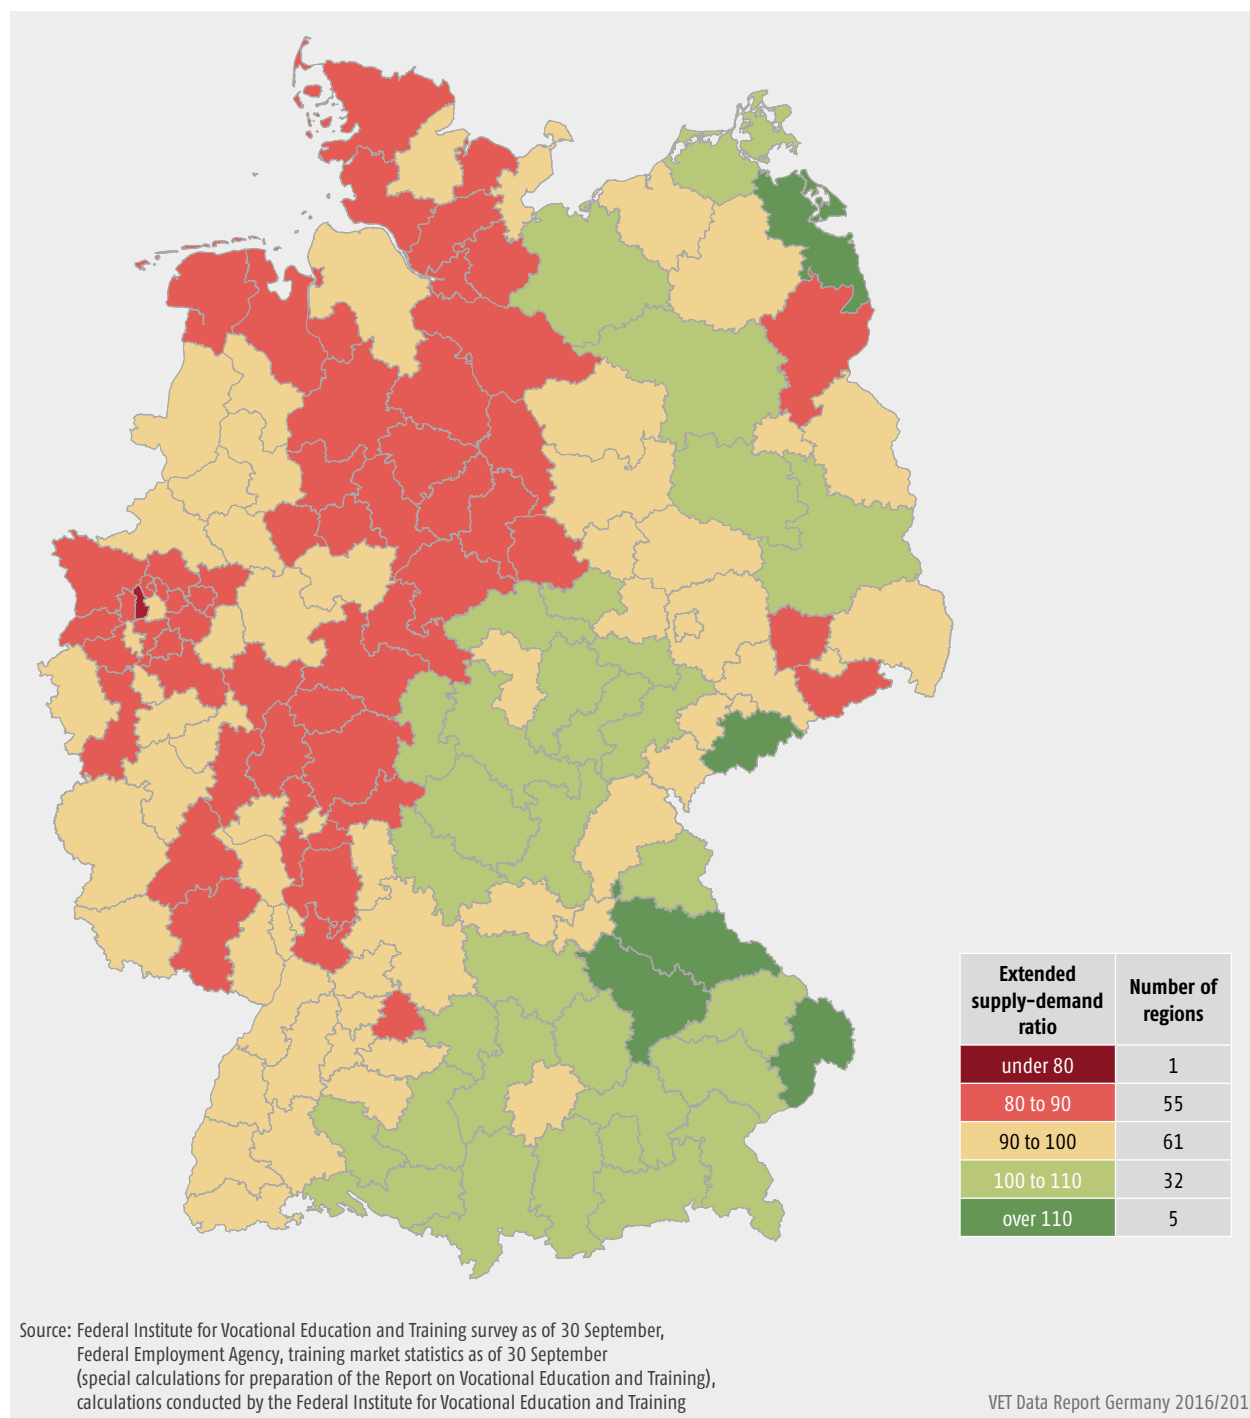 Extended
supply–demand
ratio
Number of
regions
under 80 1
80 to 90 55
90 to 100 61
100 to 110 32
over 110 5
Source: Federal Institute for Vocational Education and Training survey as of 30 September,
Federal Employment Agency, training market statistics as of 30 September
(special calculations for preparation of the Report on Vocational Education and Training),
calculations conducted by the Federal Institute for Vocational Education and Training
VET Data Report Germany 2016/201